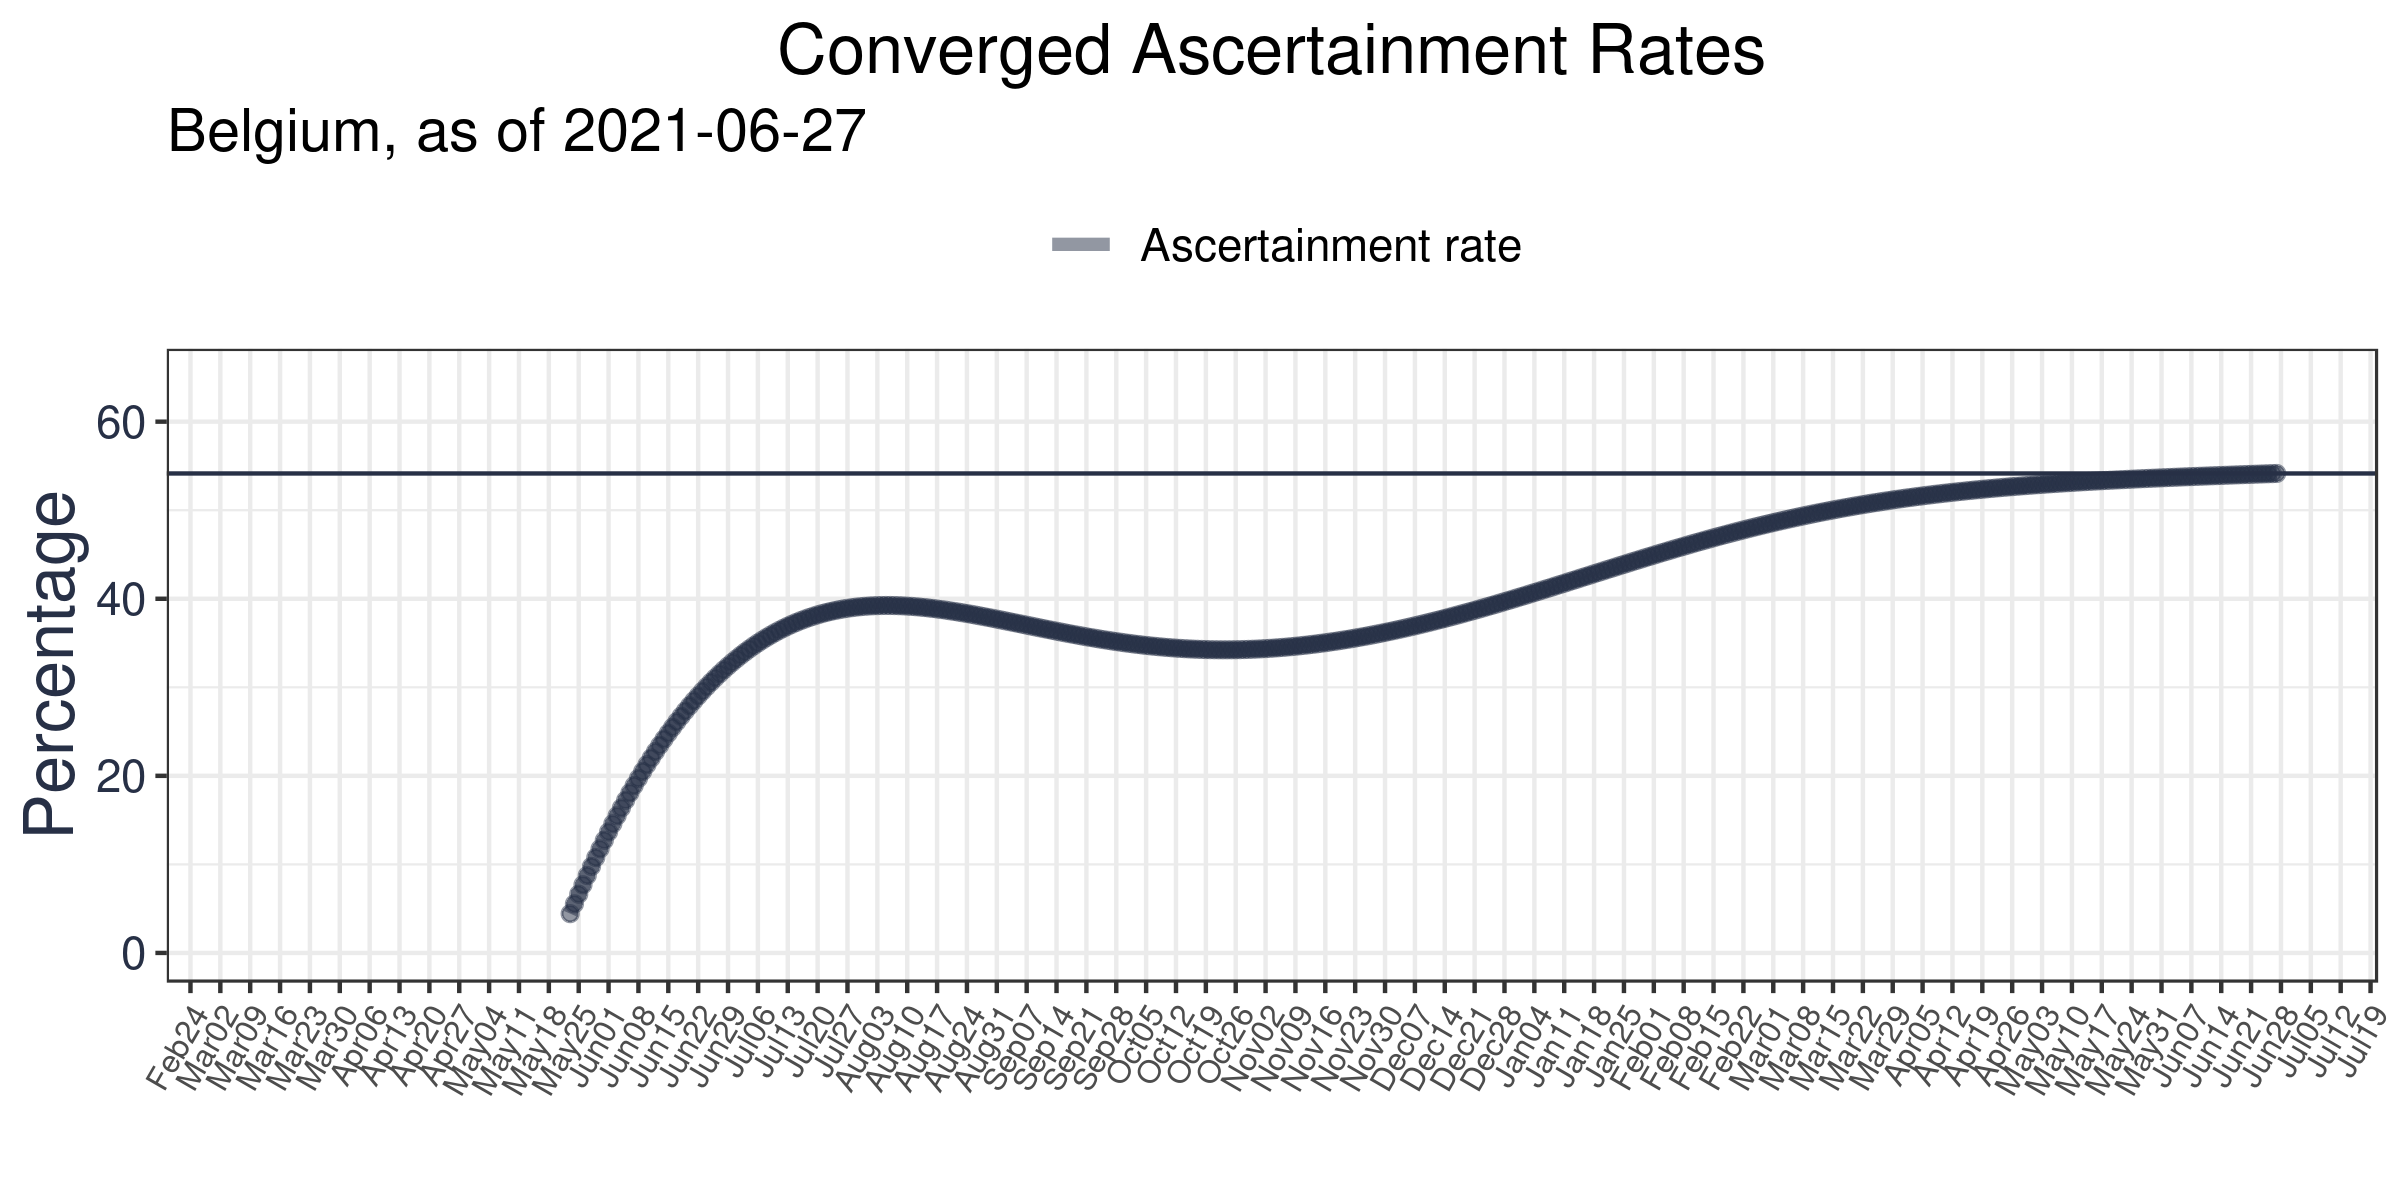 Converged Ascertainment Rates
Belgium, as of 2021-06-27
Ascertainment rate
Percentage
60
40
20
0
Feb24
Mar02
Mar09
Mar16
Mar23
Mar30
Apr06
Apr13
Apr20
Apr27
May04
May11
May18
May25
Jun01
Jun08
Jun15
Jun22
Jun29
Jul06
Jul13
Jul20
Jul27
Aug03
Aug10
Aug17
Aug24
Aug31
Sep07
Sep14
Sep21
Sep28
Oct05
Oct12
Oct19
Oct26
Nov02
Nov09
Nov16
Nov23
Nov30
Dec07
Dec14
Dec21
Dec28
Jan04
Jan11
Jan18
Jan25
Feb01
Feb08
Feb15
Feb22
Mar01
Mar08
Mar15
Mar22
Mar29
Apr05
Apr12
Apr19
Apr26
May03
May10
May17
May24
May31
Jun07
Jun14
Jun21
Jun28
Jul05
Jul12
Jul19